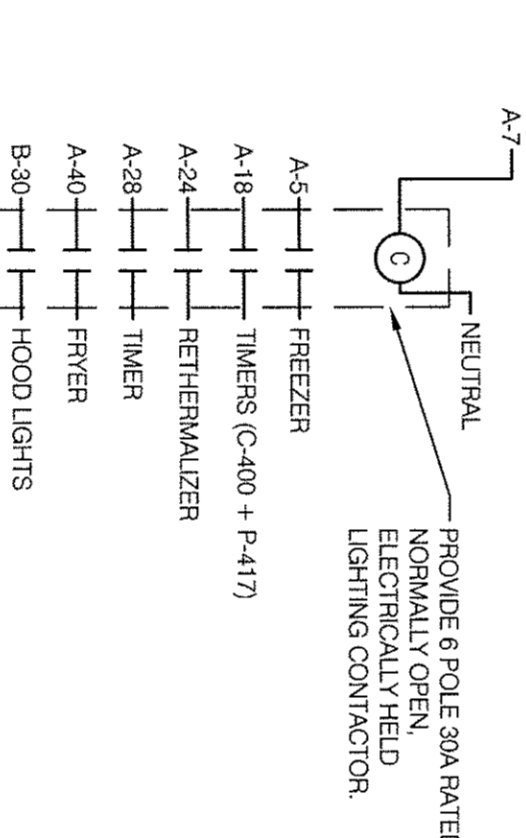 A-7
C
NEUTRAL
PROVIDE 6 POLE 30A RATED
NORMALLY OPEN,
ELECTRICALLY HELD
LIGHTING CONTACTOR.
A-5 FREEZER
A-18 TIMERS (C-400 + P-417)
A-24 RETHERMALIZER
A-28 TIMER
A-40 FRYER
B-30 HOOD LIGHTS